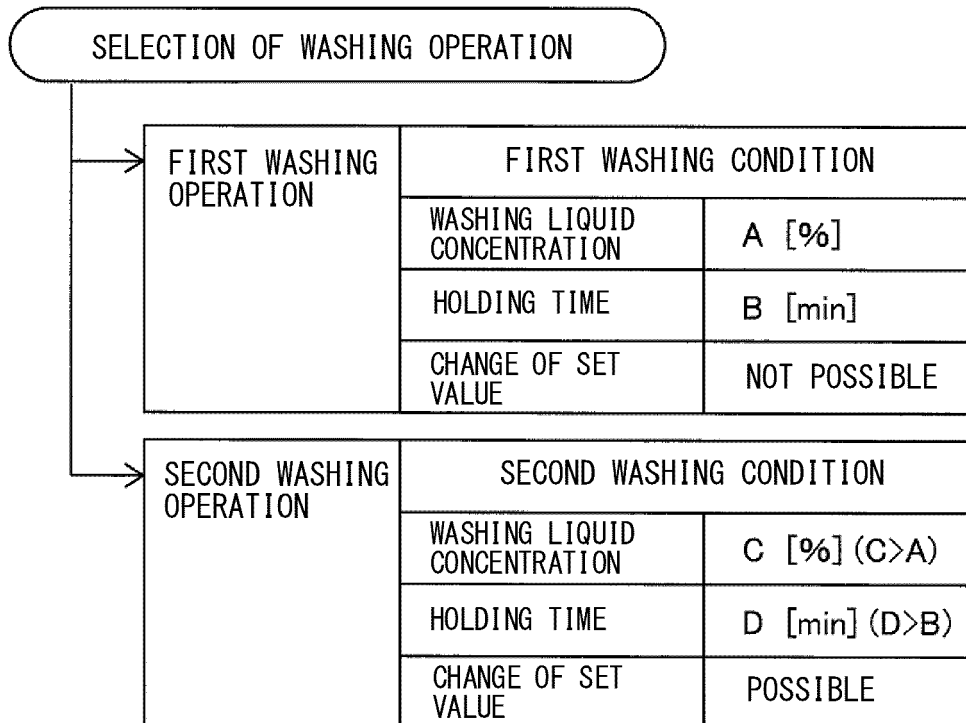 SELECTION OF WASHING OPERATION
FIRST WASHING
OPERATION
FIRST WASHING CONDITION
WASHING LIQUID
CONCENTRATION
A [%]
HOLDING TIME
B [min]
CHANGE OF SET
VALUE
NOT POSSIBLE
SECOND WASHING
OPERATION
SECOND WASHING CONDITION
WASHING LIQUID
CONCENTRATION
C [%] (C>A)
HOLDING TIME
D [min] (D>B)
CHANGE OF SET
VALUE
POSSIBLE